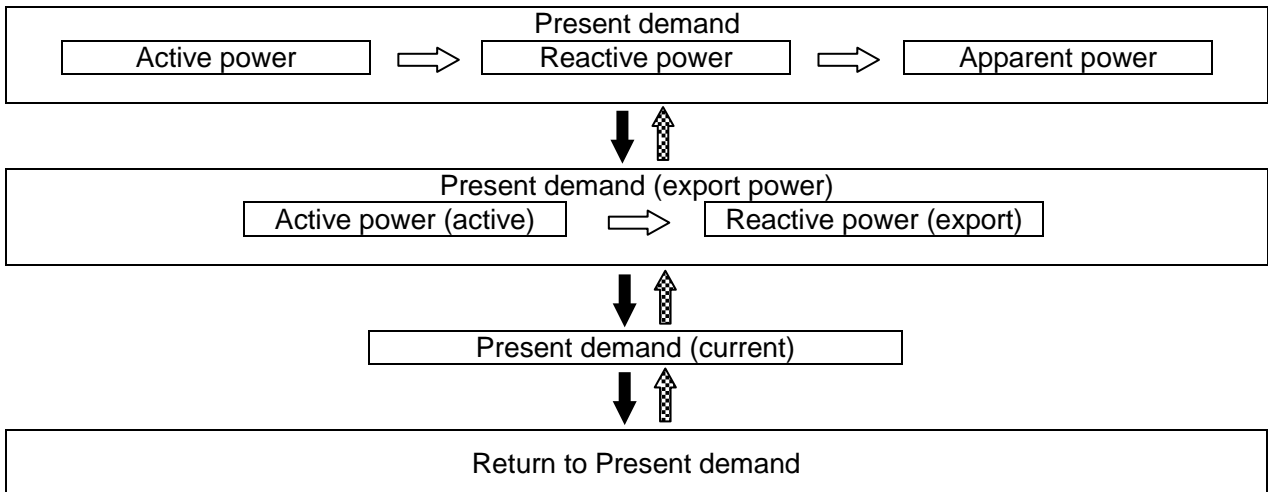 Present demand
Active power
Reactive power
Apparent power
Present demand (export power)
Active power (active)
Reactive power (export)
Present demand (current)
Return to Present demand